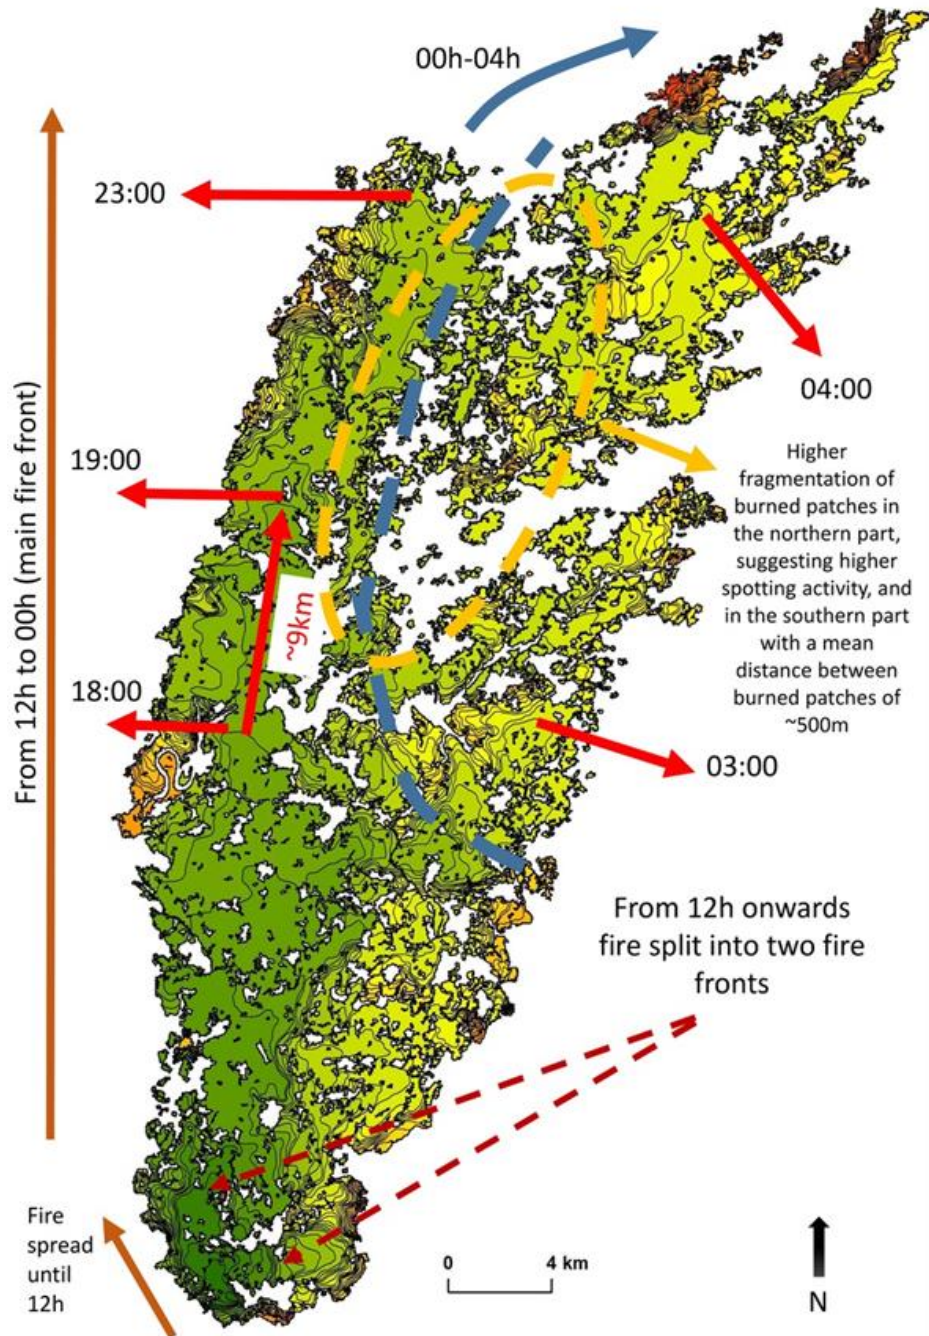 00h-04h
23:00
04:00
From 12h to 00h (main fire front)
Higher
fragmentation of
burned patches in
the northern part,
suggesting higher
spotting activity, and
in the southern part
with a mean
distance between
burned patches of
~500m
19:00
~9km
18:00
03:00
From 12h onwards
fire split into two fire
fronts
Fire
spread
until
12h
0 4 km
N